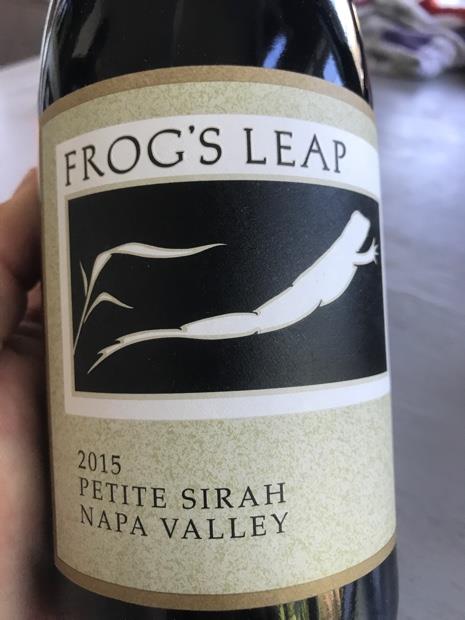 FROG'S LEAP
2015
PETITE SIRAH
NAPA VALLEY